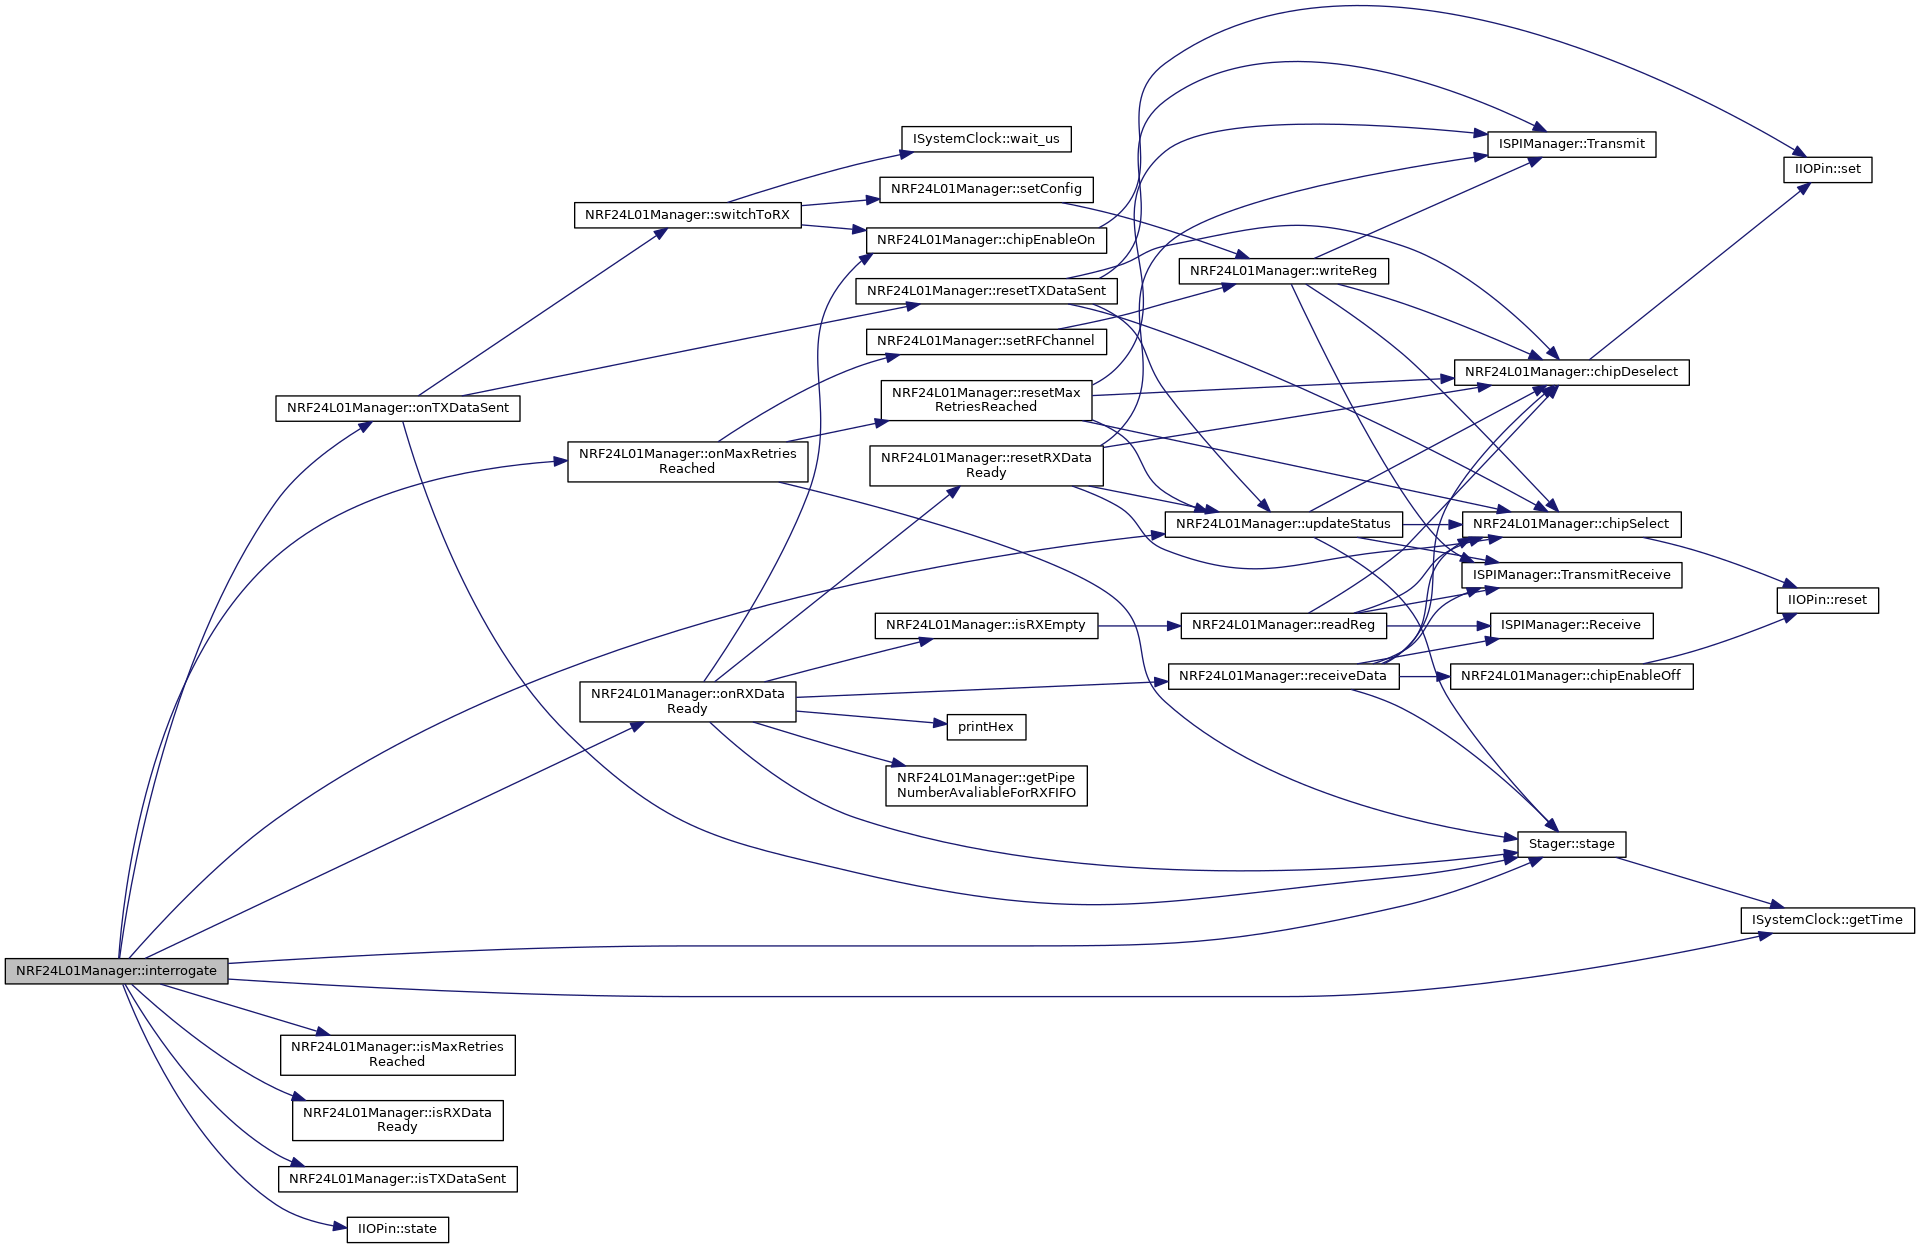 ISystemClock::wait_us
NRF24L01Manager::setConfig
NRF24L01Manager::switchToRX
NRF24L01Manager::chipEnableOn
NRF24L01Manager::resetTXDataSent
NRF24L01Manager::setRFChannel
NRF24L01Manager::resetMax
RetriesReached
NRF24L01Manager::onTXDataSent
NRF24L01Manager::onMaxRetries
Reached
NRF24L01Manager::resetRXData
Ready
ISPIManager::Transmit
IIOPin::set
NRF24L01Manager::writeReg
NRF24L01Manager::chipDeselect
NRF24L01Manager::updateStatus
NRF24L01Manager::chipSelect
ISPIManager::TransmitReceive
IIOPin::reset
NRF24L01Manager::isRXEmpty
NRF24L01Manager::readReg
ISPIManager::Receive
NRF24L01Manager::receiveData
NRF24L01Manager::chipEnableOff
NRF24L01Manager::onRXData
Ready
printHex
NRF24L01Manager::getPipe
NumberAvaliableForRXFIFO
Stager::stage
ISystemClock::getTime
NRF24L01Manager::interrogate
NRF24L01Manager::isMaxRetries
Reached
NRF24L01Manager::isRXData
Ready
NRF24L01Manager::isTXDataSent
IIOPin::state